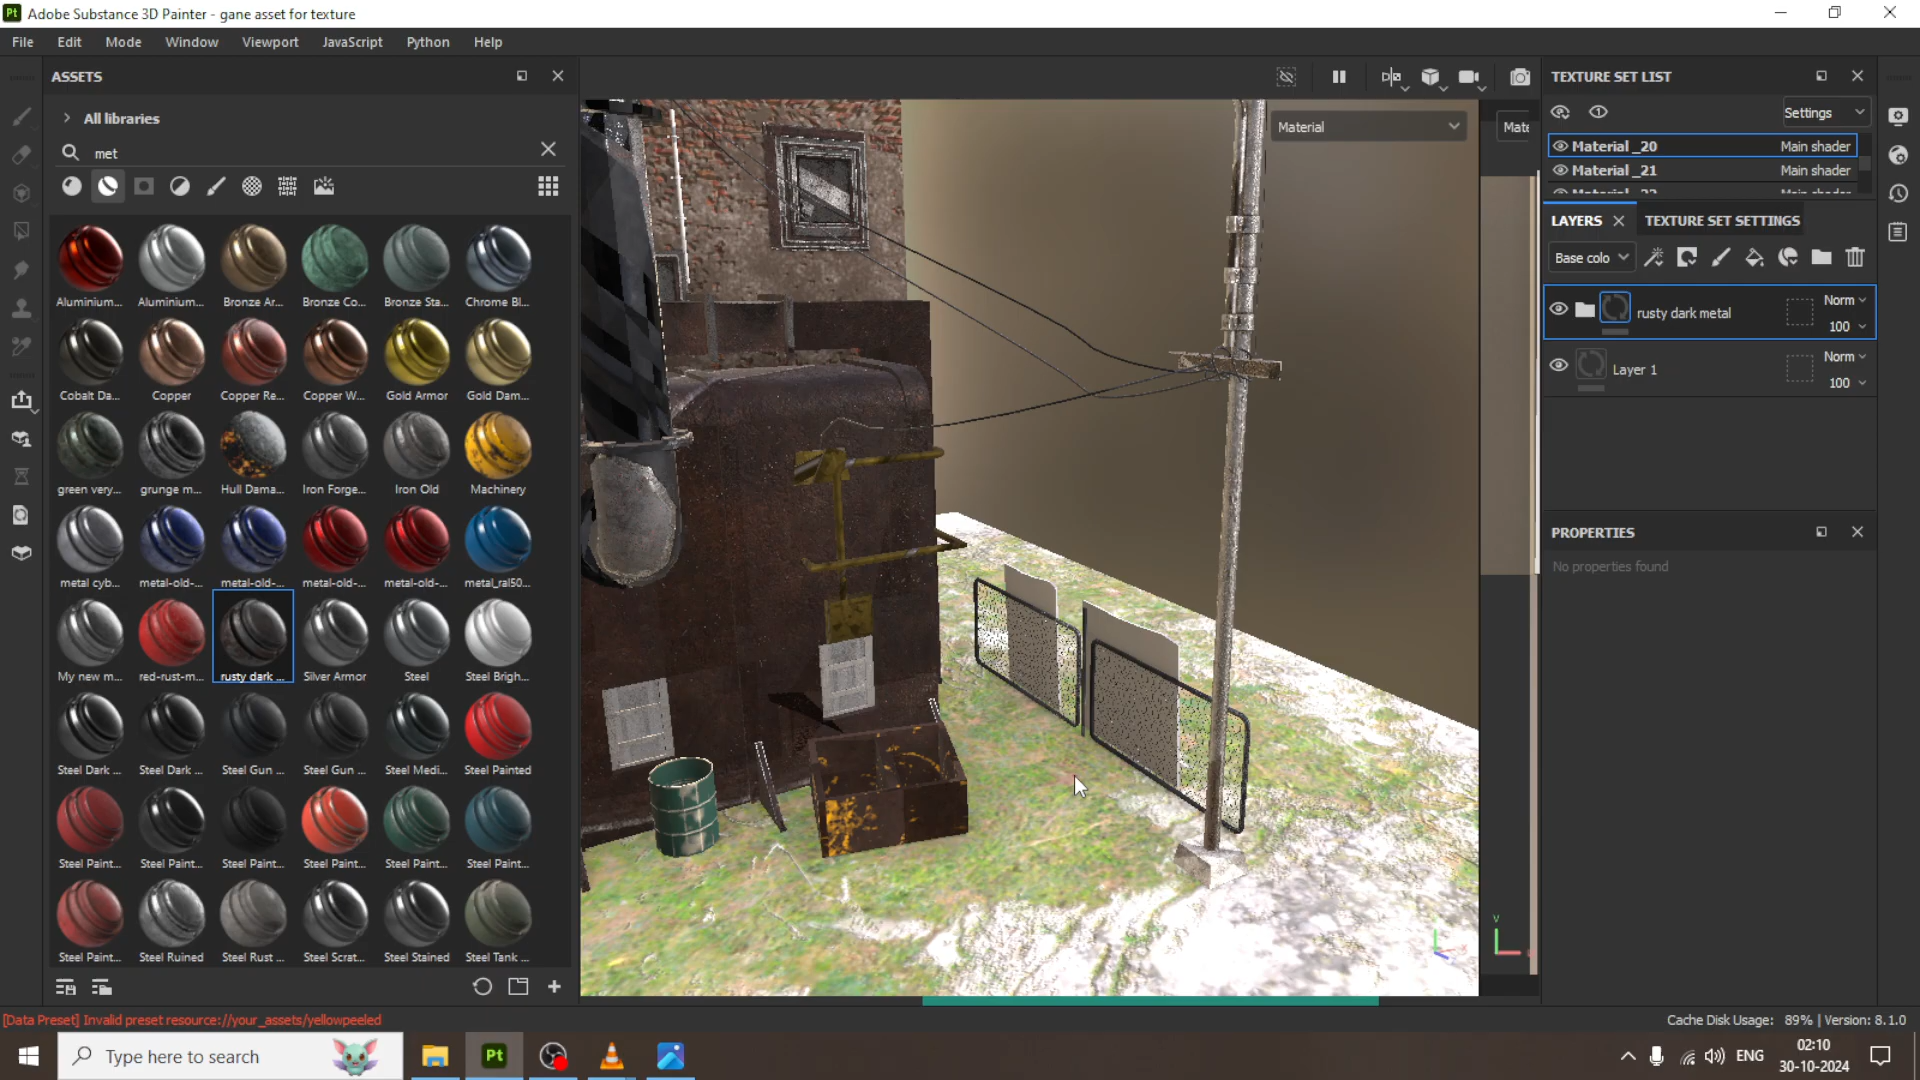 Pt Adobe Substance 3D Painter - gane asset for texture
File Edit Mode Window Viewport JavaScript Python Help
ASSETS
All libraries
met
Aluminium... Aluminium... Bronze Ar... Bronze Co... Bronze Sta... Chrome Bl...
Cobalt Da... Copper Copper Re... Copper W... Gold Armor Gold Dam...
green very... grunge m... Hull Dama... Iron Forge... Iron Old Machinery
metal cyb... metal-old-... metal-old-... metal-old-... metal-old-... metal_ral50...
My new m... red-rust-m... rusty dark ... Silver Armor Steel Steel Brigh...
Steel Dark ... Steel Dark ... Steel Gun ... Steel Gun ... Steel Medi... Steel Painted
Steel Paint... Steel Paint... Steel Paint... Steel Paint... Steel Paint... Steel Paint...
Steel Paint... Steel Ruined Steel Rust ... Steel Scrat... Steel Stained Steel Tank ...
Material
Mate
TEXTURE SET LIST
Settings
Material _20 Main shader
Material _21 Main shader
LAYERS TEXTURE SET SETTINGS
Base colo
rusty dark metal Norm
100
Layer 1 Norm
100
PROPERTIES
No properties found
[Data Preset] Invalid preset resource://your_assets/yellowpeeled
Cache Disk Usage: 89% | Version: 8.1.0
Type here to search
Pt
ENG
02:10
30-10-2024